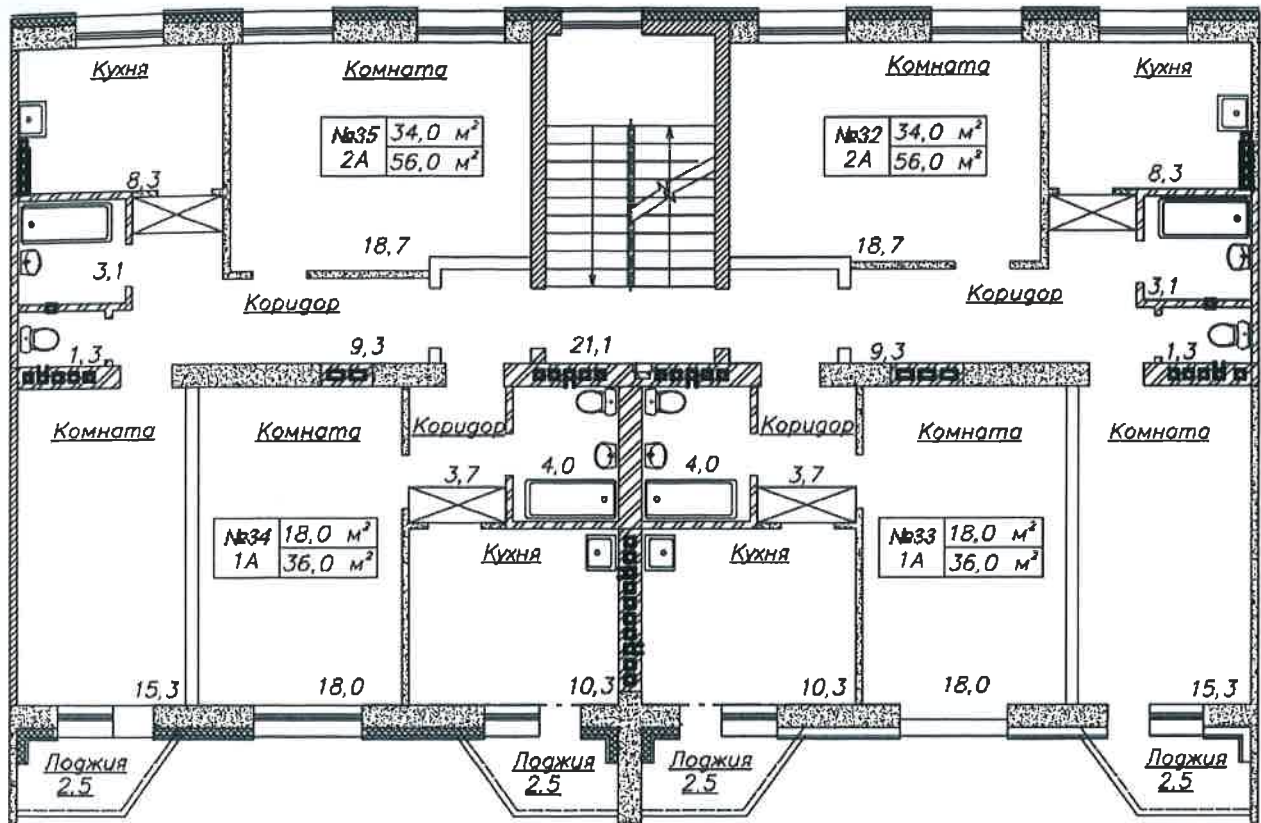 Кухня
Комната
Комната
Кухня
№35 34,0 м²
2А 56,0 м²
№32 34,0 м²
2А 56,0 м²
8,3
8,3
18,7
18,7
3,1
3,1
Коридор
Коридор
1,3
9,3
21,1
9,3
1,3
Комната
Комната
Коридор
Коридор
Комната
Комната
3,7
4,0
4,0
3,7
№34 18,0 м²
1А 36,0 м²
Кухня
Кухня
№33 18,0 м²
1А 36,0 м²
15,3
18,0
10,3
10,3
18,0
15,3
Лоджия
2,5
Лоджия
2,5
Лоджия
2,5
Лоджия
2,5